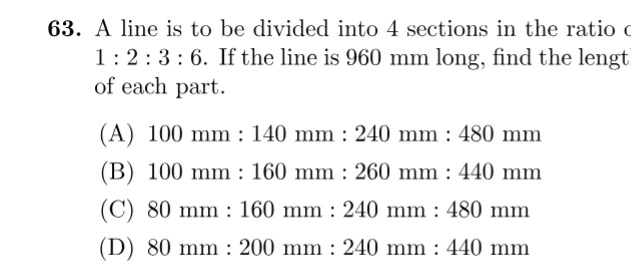 63. A line is to be divided into 4 sections in the ratio
1 : 2 : 3 : 6. If the line is 960 mm long, find the
of each part.
(A) 100 mm : 140 mm : 240 mm : 480 mm
(B) 100 mm : 160 mm : 260 mm : 440 mm
(C) 80 mm : 160 mm : 240 mm : 480 mm
(D) 80 mm : 200 mm : 240 mm : 440 mm